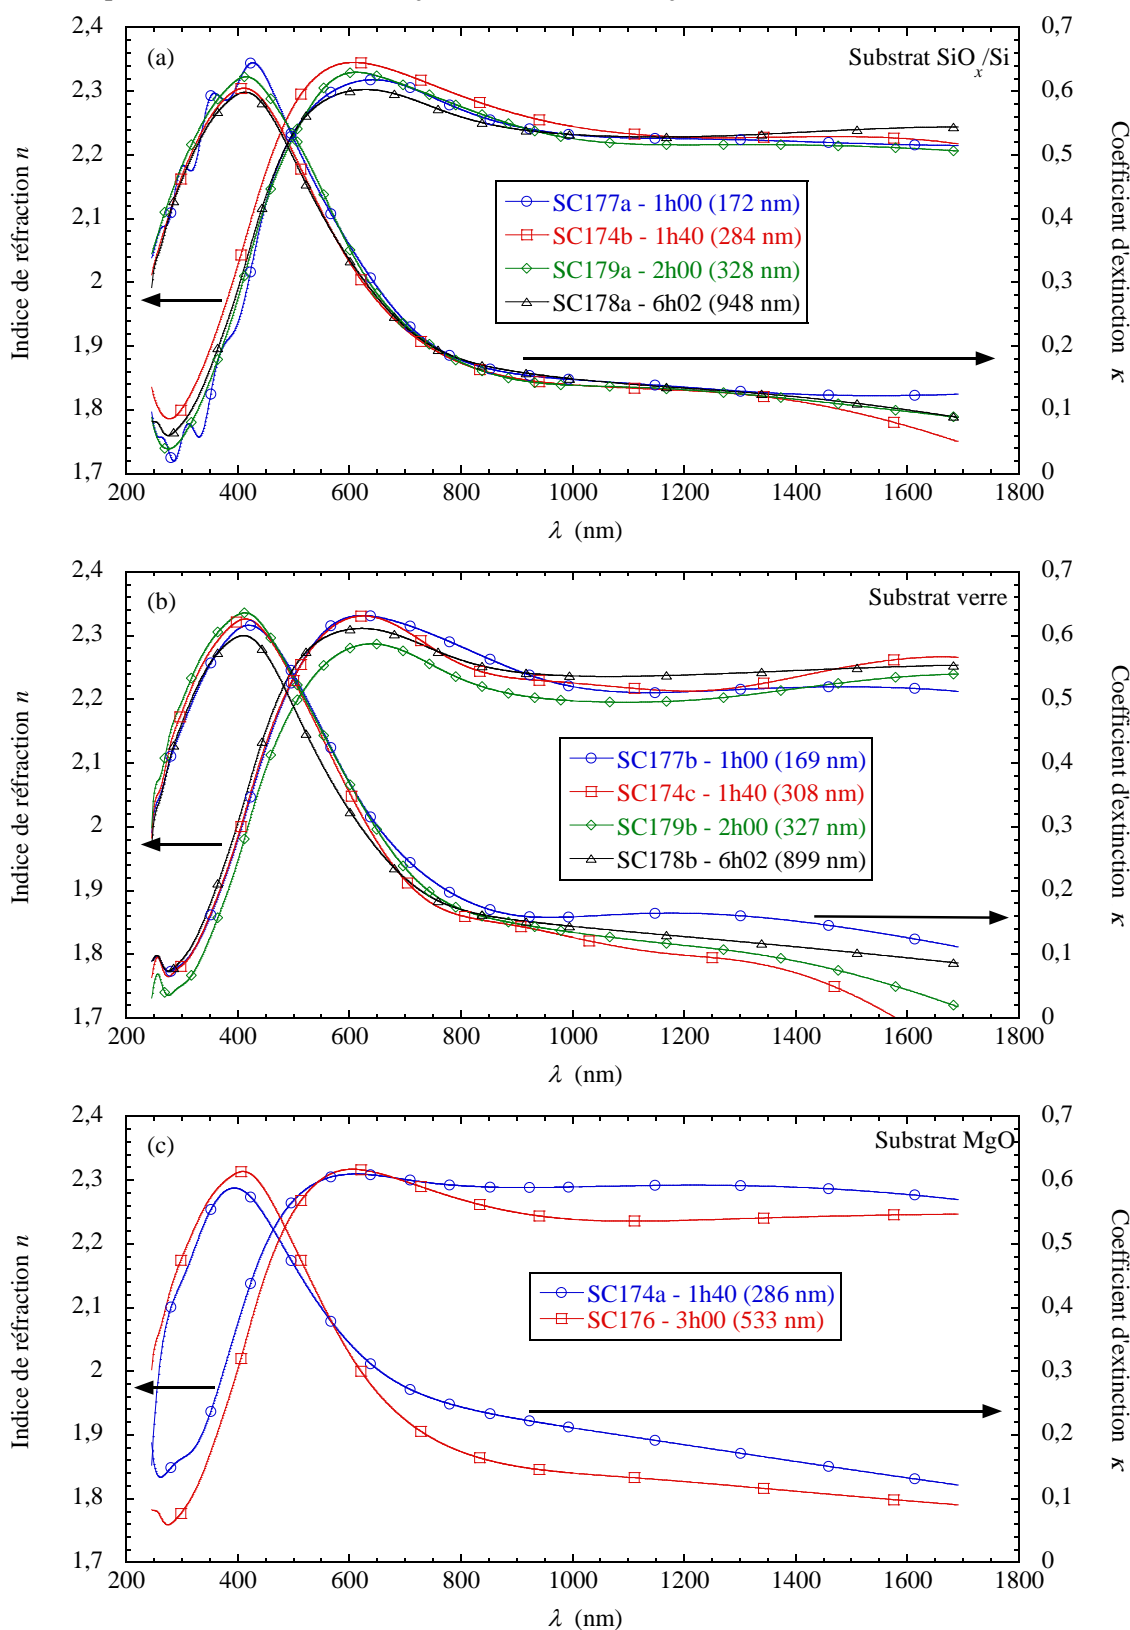 2,4
0,7
(a)
Substrat SiOx/Si
2,3
0,6
2,2
0,5
SC177a - 1h00 (172 nm)
2,1
0,4
SC174b - 1h40 (284 nm)
SC179a - 2h00 (328 nm)
2
0,3
SC178a - 6h02 (948 nm)
1,9
0,2
1,8
0,1
1,7
0
Indice de réfraction n
Coefficient d'extinction κ
200 400 600 800 1000 1200 1400 1600 1800
λ (nm)
2,4
0,7
(b)
Substrat verre
2,3
0,6
2,2
0,5
2,1
0,4
SC177b - 1h00 (169 nm)
SC174c - 1h40 (308 nm)
2
0,3
SC179b - 2h00 (327 nm)
SC178b - 6h02 (899 nm)
1,9
0,2
1,8
0,1
1,7
0
Indice de réfraction n
Coefficient d'extinction κ
200 400 600 800 1000 1200 1400 1600 1800
λ (nm)
2,4
0,7
(c)
Substrat MgO
2,3
0,6
2,2
0,5
2,1
0,4
SC174a - 1h40 (286 nm)
SC176 - 3h00 (533 nm)
2
0,3
1,9
0,2
1,8
0,1
1,7
0
Indice de réfraction n
Coefficient d'extinction κ
200 400 600 800 1000 1200 1400 1600 1800
λ (nm)